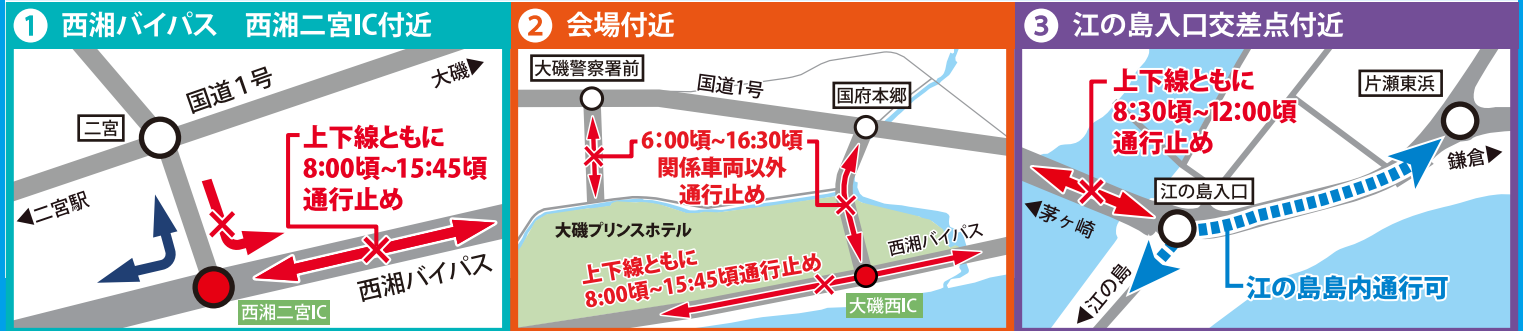 1 西湘バイパス 西湘二宮IC付近
大磯▶
国道1号
二宮
上下線ともに
8:00頃~15:45頃
通行止め
◀二宮駅
西湘バイパス
西湘二宮IC
2 会場付近
大磯警察署前
国道1号
国府本郷
6:00頃~16:30頃
関係車両以外
通行止め
大磯プリンスホテル
西湘バイパス
上下線ともに
8:00頃~15:45頃通行止め
大磯西IC
3 江の島入口交差点付近
上下線ともに
8:30頃~12:00頃
通行止め
片瀬東浜
鎌倉▶
江の島入口
◀茅ヶ崎
◀江の島
江の島島内通行可